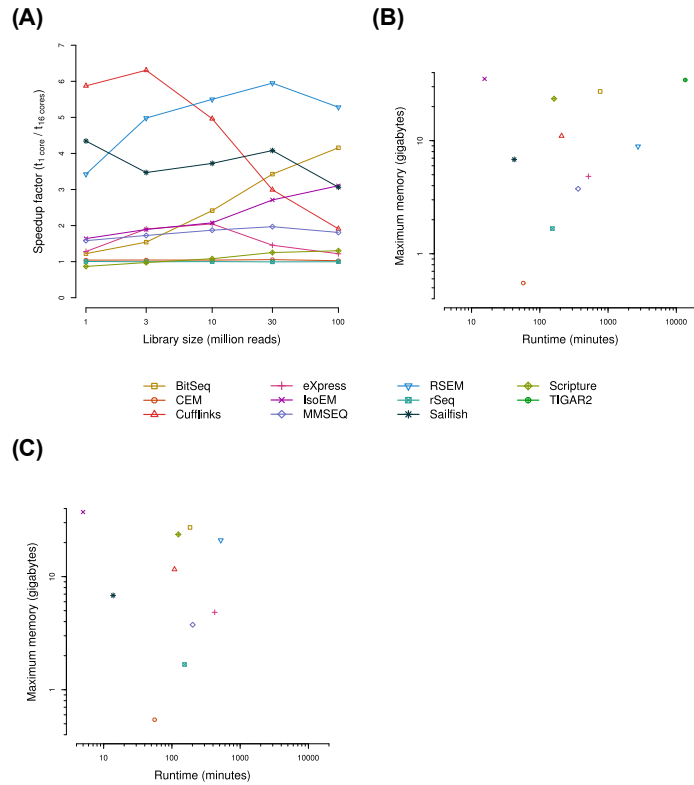 (A)
Speedup factor (t1 core / t16 cores)
0 1 2 3 4 5 6 7
1 3 10 30 100
Library size (million reads)
(B)
Maximum memory (gigabytes)
1 10
10 100 1000 10000
Runtime (minutes)
BitSeq eXpress RSEM Scripture
CEM IsoEM rSeq TIGAR2
Cufflinks MMSEQ Sailfish
(C)
Maximum memory (gigabytes)
1 10
10 100 1000 10000
Runtime (minutes)